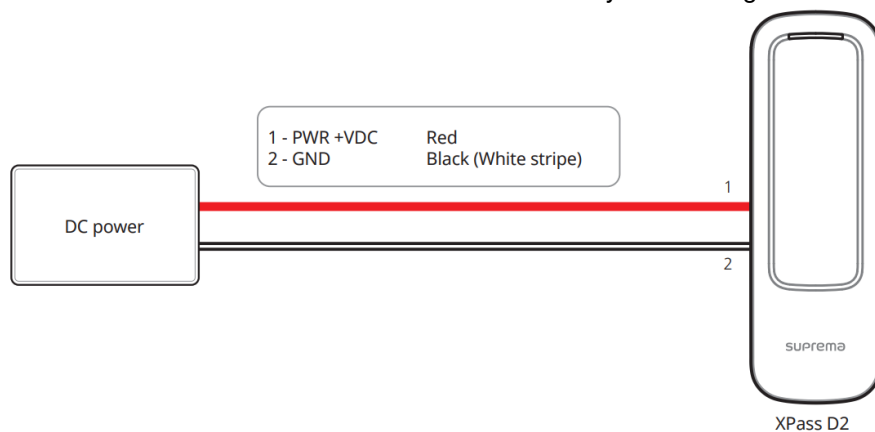 1 - PWR +VDC Red
2 - GND Black (White stripe)
1
DC power
2
suprema
XPass D2